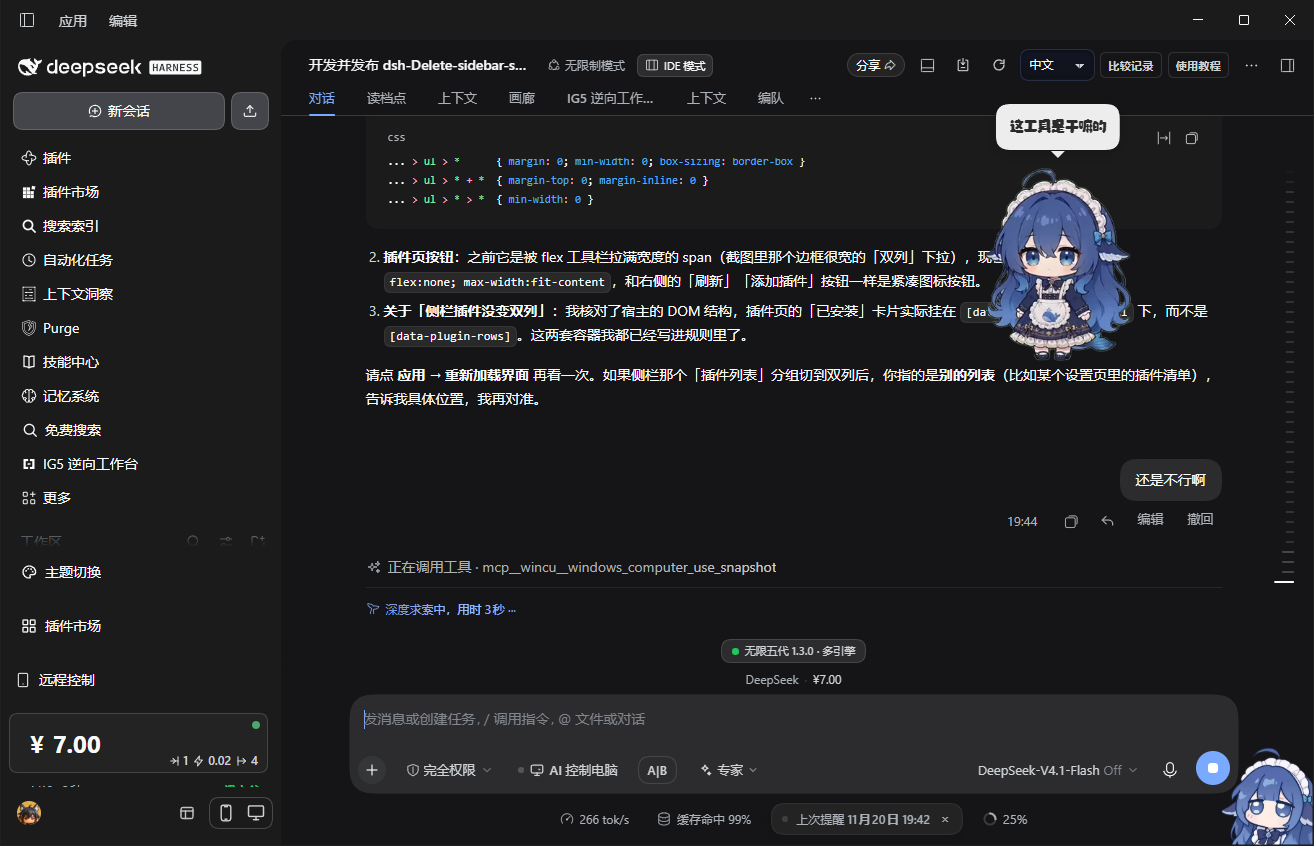 应用 编辑
deepseek HARNESS
新会话
插件
插件市场
搜索索引
自动化任务
上下文洞察
Purge
技能中心
记忆系统
免费搜索
IG5 逆向工作台
更多
工作区
主题切换
插件市场
远程控制
¥ 7.00
1 0.02 4
开发并发布 dsh-Delete-sidebar-s... 无限制模式 IDE 模式
分享 中文 比较记录 使用教程 ···
对话 读档点 上下文 画廊 IG5 逆向工作... 上下文 编队 ···
这工具是干嘛的
css
... > ul > * { margin: 0; min-width: 0; box-sizing: border-box }
... > ul > * + * { margin-top: 0; margin-inline: 0 }
... > ul > * > * { min-width: 0 }
2. 插件页按钮：之前它是被 flex 工具栏拉满宽度的 span（截图里那个边框很宽的「双列」下拉），现
flex:none; max-width:fit-content，和右侧的「刷新」「添加插件」按钮一样是紧凑图标按钮。
3. 关于「侧栏插件没变双列」：我核对了宿主的 DOM 结构，插件页的「已安装」卡片实际挂在 [da 下，而不是
[data-plugin-rows]。这两套容器我都已经写进规则里了。
请点 应用 → 重新加载界面 再看一次。如果侧栏那个「插件列表」分组切到双列后，你指的是别的列表（比如某个设置页里的插件清单），
告诉我具体位置，我再对准。
还是不行啊
19:44 编辑 撤回
正在调用工具 · mcp__wincu__windows_computer_use_snapshot
深度求索中，用时 3秒 ···
无限五代 1.3.0 · 多引擎
DeepSeek · ¥7.00
发消息或创建任务, / 调用指令, @ 文件或对话
完全权限 AI 控制电脑 A|B 专家
DeepSeek-V4.1-Flash Off
266 tok/s 缓存命中 99% 上次提醒 11月20日 19:42 × 25%